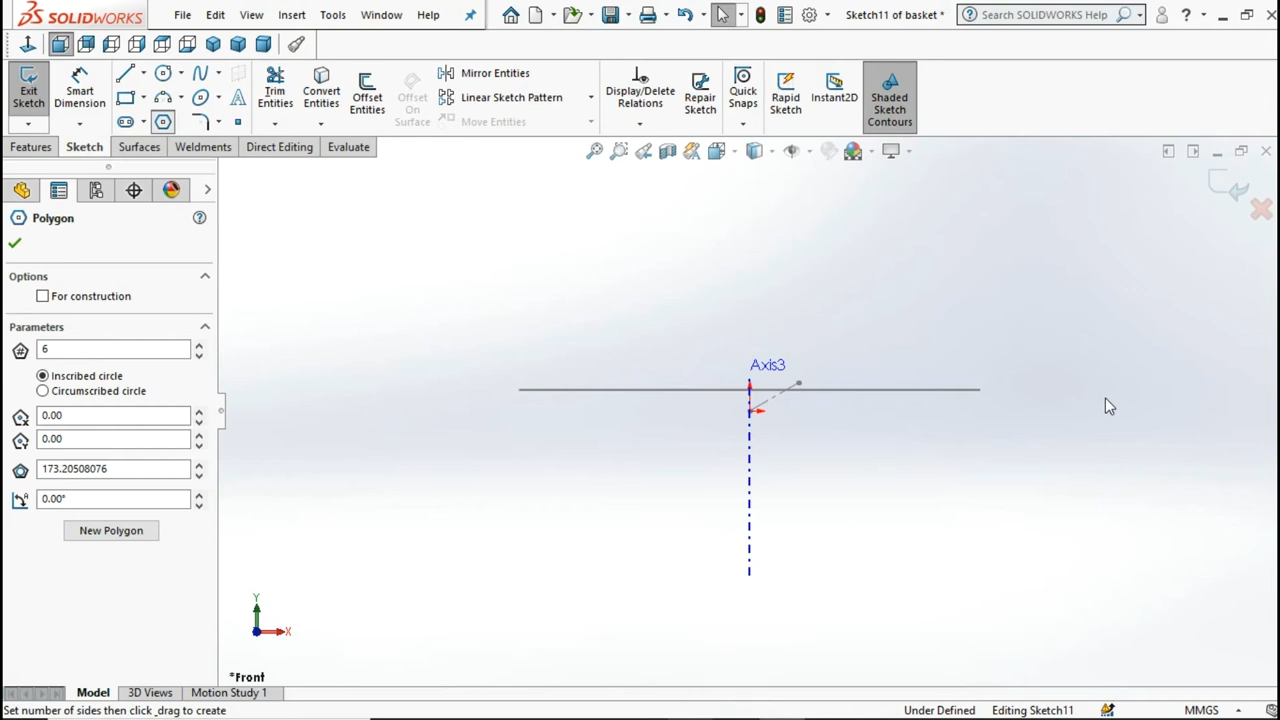 SOLIDWORKS File Edit View Insert Tools Window Help Sketch11 of basket * Search SOLIDWORKS Help ?
Exit Sketch
Smart Dimension
Trim Entities
Convert Entities
Offset Entities
Offset On Surface
Mirror Entities
Linear Sketch Pattern
Move Entities
Display/Delete Relations
Repair Sketch
Quick Snaps
Rapid Sketch
Instant2D
Shaded Sketch Contours
Features Sketch Surfaces Weldments Direct Editing Evaluate
Polygon
Options
For construction
Parameters
6
Inscribed circle
Circumscribed circle
0.00
0.00
173.20508076
0.00°
New Polygon
Axis3
Y
X
*Front
Model 3D Views Motion Study 1
Set number of sides then click _drag to create Under Defined Editing Sketch11 MMGS